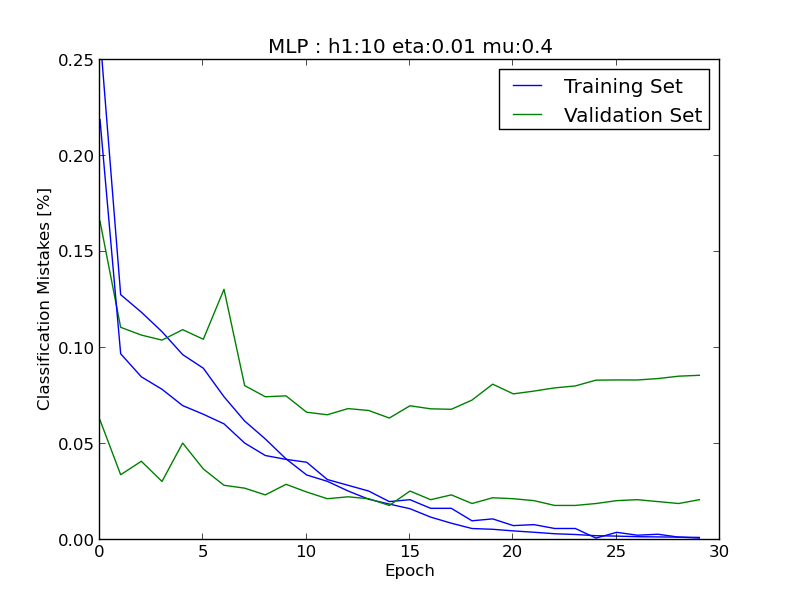 MLP : h1:10 eta:0.01 mu:0.4
Training Set
Validation Set
Classification Mistakes [%]
0.25
0.20
0.15
0.10
0.05
0.00
0 5 10 15 20 25 30
Epoch